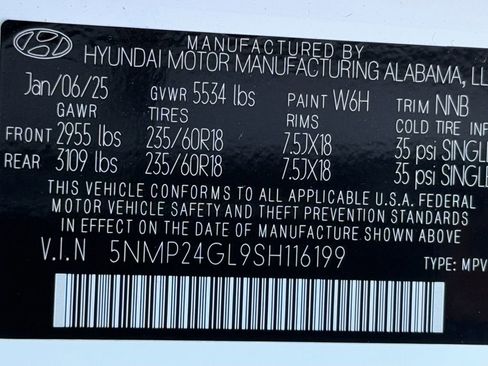 MANUFACTURED BY
HYUNDAI MOTOR MANUFACTURING ALABAMA, LL
Jan/06/25 GVWR 5534 lbs PAINT W6H TRIM NNB
GAWR TIRES RIMS COLD TIRE INF
FRONT 2955 lbs 235/60R18 7.5JX18 35 psi SINGLE
REAR 3109 lbs 235/60R18 7.5JX18 35 psi SINGLE
THIS VEHICLE CONFORMS TO ALL APPLICABLE U.S.A. FEDERAL
MOTOR VEHICLE SAFETY AND THEFT PREVENTION STANDARDS
IN EFFECT ON THE DATE OF MANUFACTURE SHOWN ABOVE.
V.I.N 5NMP24GL9SH116199 TYPE: MPV